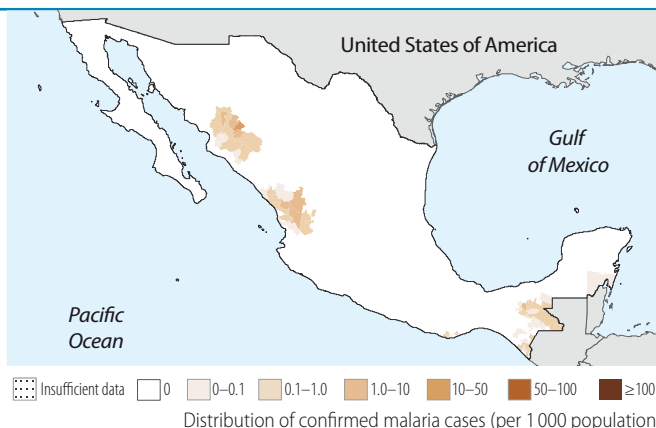 United States of America
Gulf
of Mexico
Pacific
Ocean
Insufficient data 0 0–0.1 0.1–1.0 1.0–10 10–50 50–100 ≥100
Distribution of confirmed malaria cases (per 1 000 population